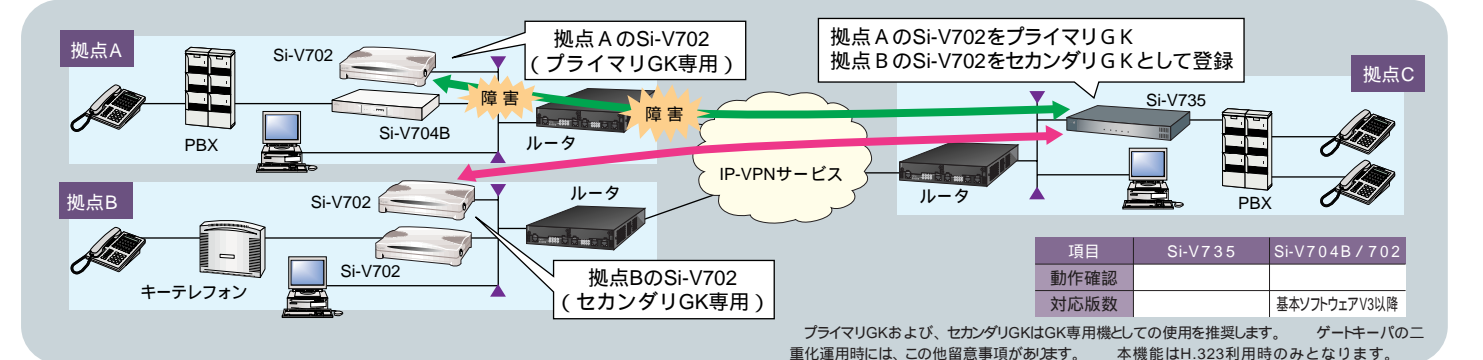 拠点A
Si-V702
拠点AのSi-V702
(プライマリGK専用)
障害
障害
Si-V704B
PBX
ルータ
拠点AのSi-V702をプライマリGK
拠点BのSi-V702をセカンダリGKとして登録
拠点C
Si-V735
ルータ
PBX
IP-VPNサービス
拠点B
Si-V702
ルータ
Si-V702
キーテレフォン
拠点BのSi-V702
(セカンダリGK専用)
項目 Si-V735 Si-V704B/702
動作確認
対応版数 基本ソフトウェアV3以降
プライマリGKおよび、セカンダリGKはGK専用機としての使用を推奨します。 ゲートキーパの二
重化運用時には、この他留意事項があります。 本機能はH.323利用時のみとなります。